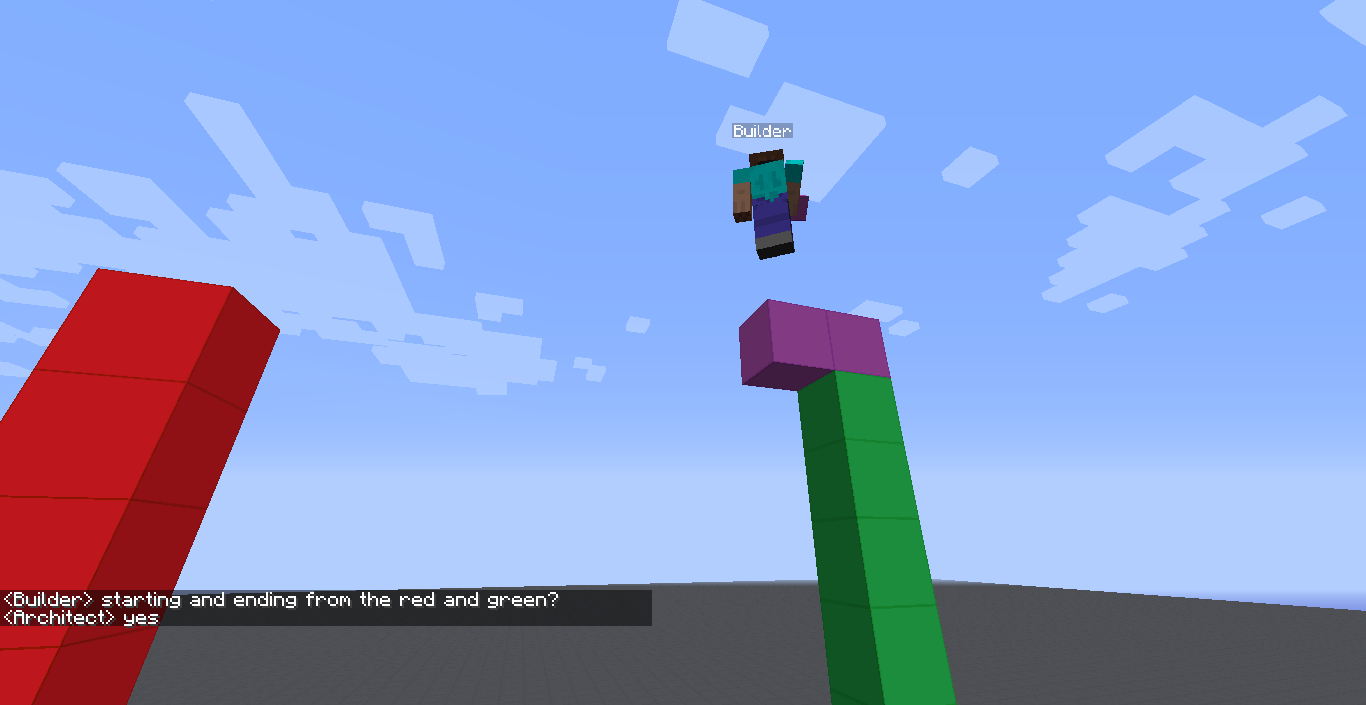 Builder
<Builder> starting and ending from the red and green?
<Architect> yes